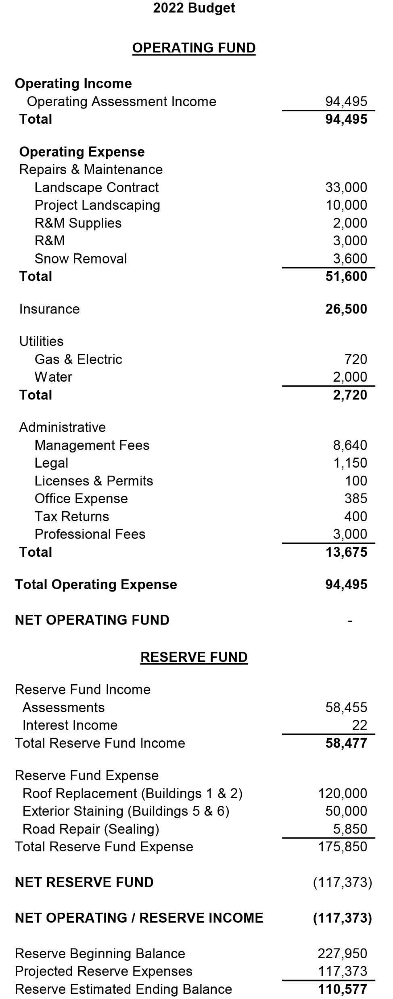 2022 Budget
OPERATING FUND
Operating Income
Operating Assessment Income 94,495
Total 94,495
Operating Expense
Repairs & Maintenance
Landscape Contract 33,000
Project Landscaping 10,000
R&M Supplies 2,000
R&M 3,000
Snow Removal 3,600
Total 51,600
Insurance 26,500
Utilities
Gas & Electric 720
Water 2,000
Total 2,720
Administrative
Management Fees 8,640
Legal 1,150
Licenses & Permits 100
Office Expense 385
Tax Returns 400
Professional Fees 3,000
Total 13,675
Total Operating Expense 94,495
NET OPERATING FUND -
RESERVE FUND
Reserve Fund Income
Assessments 58,455
Interest Income 22
Total Reserve Fund Income 58,477
Reserve Fund Expense
Roof Replacement (Buildings 1 & 2) 120,000
Exterior Staining (Buildings 5 & 6) 50,000
Road Repair (Sealing) 5,850
Total Reserve Fund Expense 175,850
NET RESERVE FUND (117,373)
NET OPERATING / RESERVE INCOME (117,373)
Reserve Beginning Balance 227,950
Projected Reserve Expenses 117,373
Reserve Estimated Ending Balance 110,577